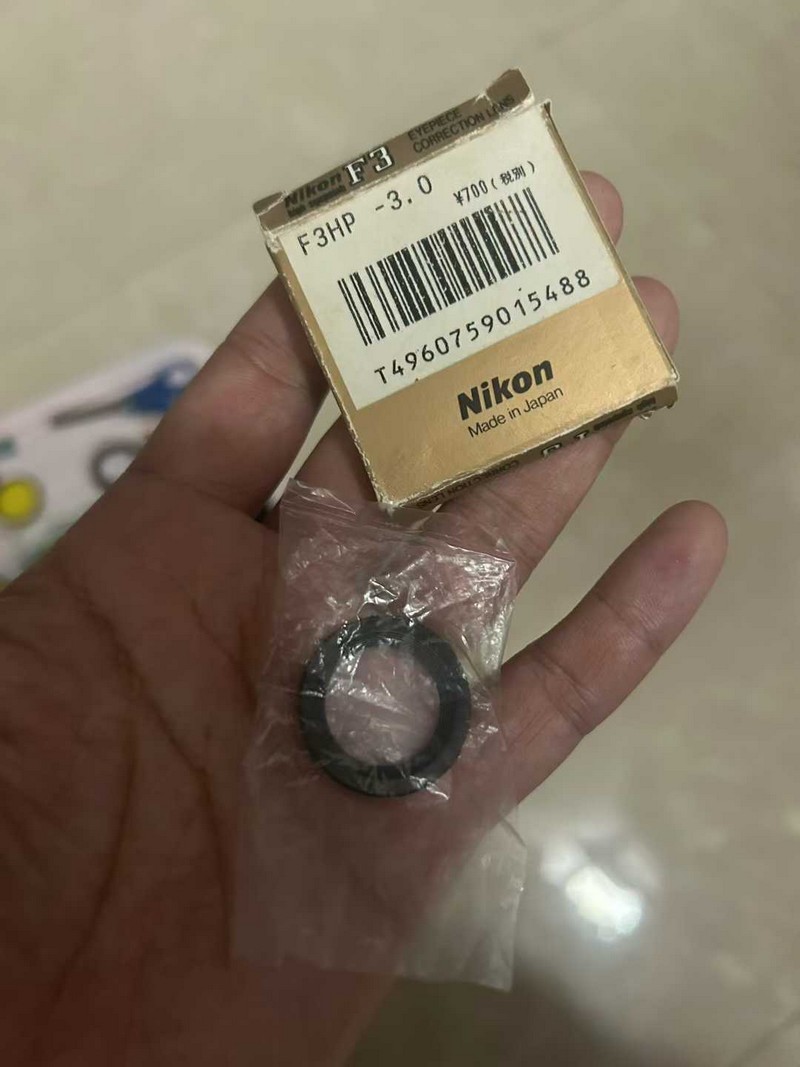 Nikon F3 EYEPIECE
CORRECTION LENS
F3HP -3.0 ¥700(税別)
T4960759015488
Nikon
Made in Japan